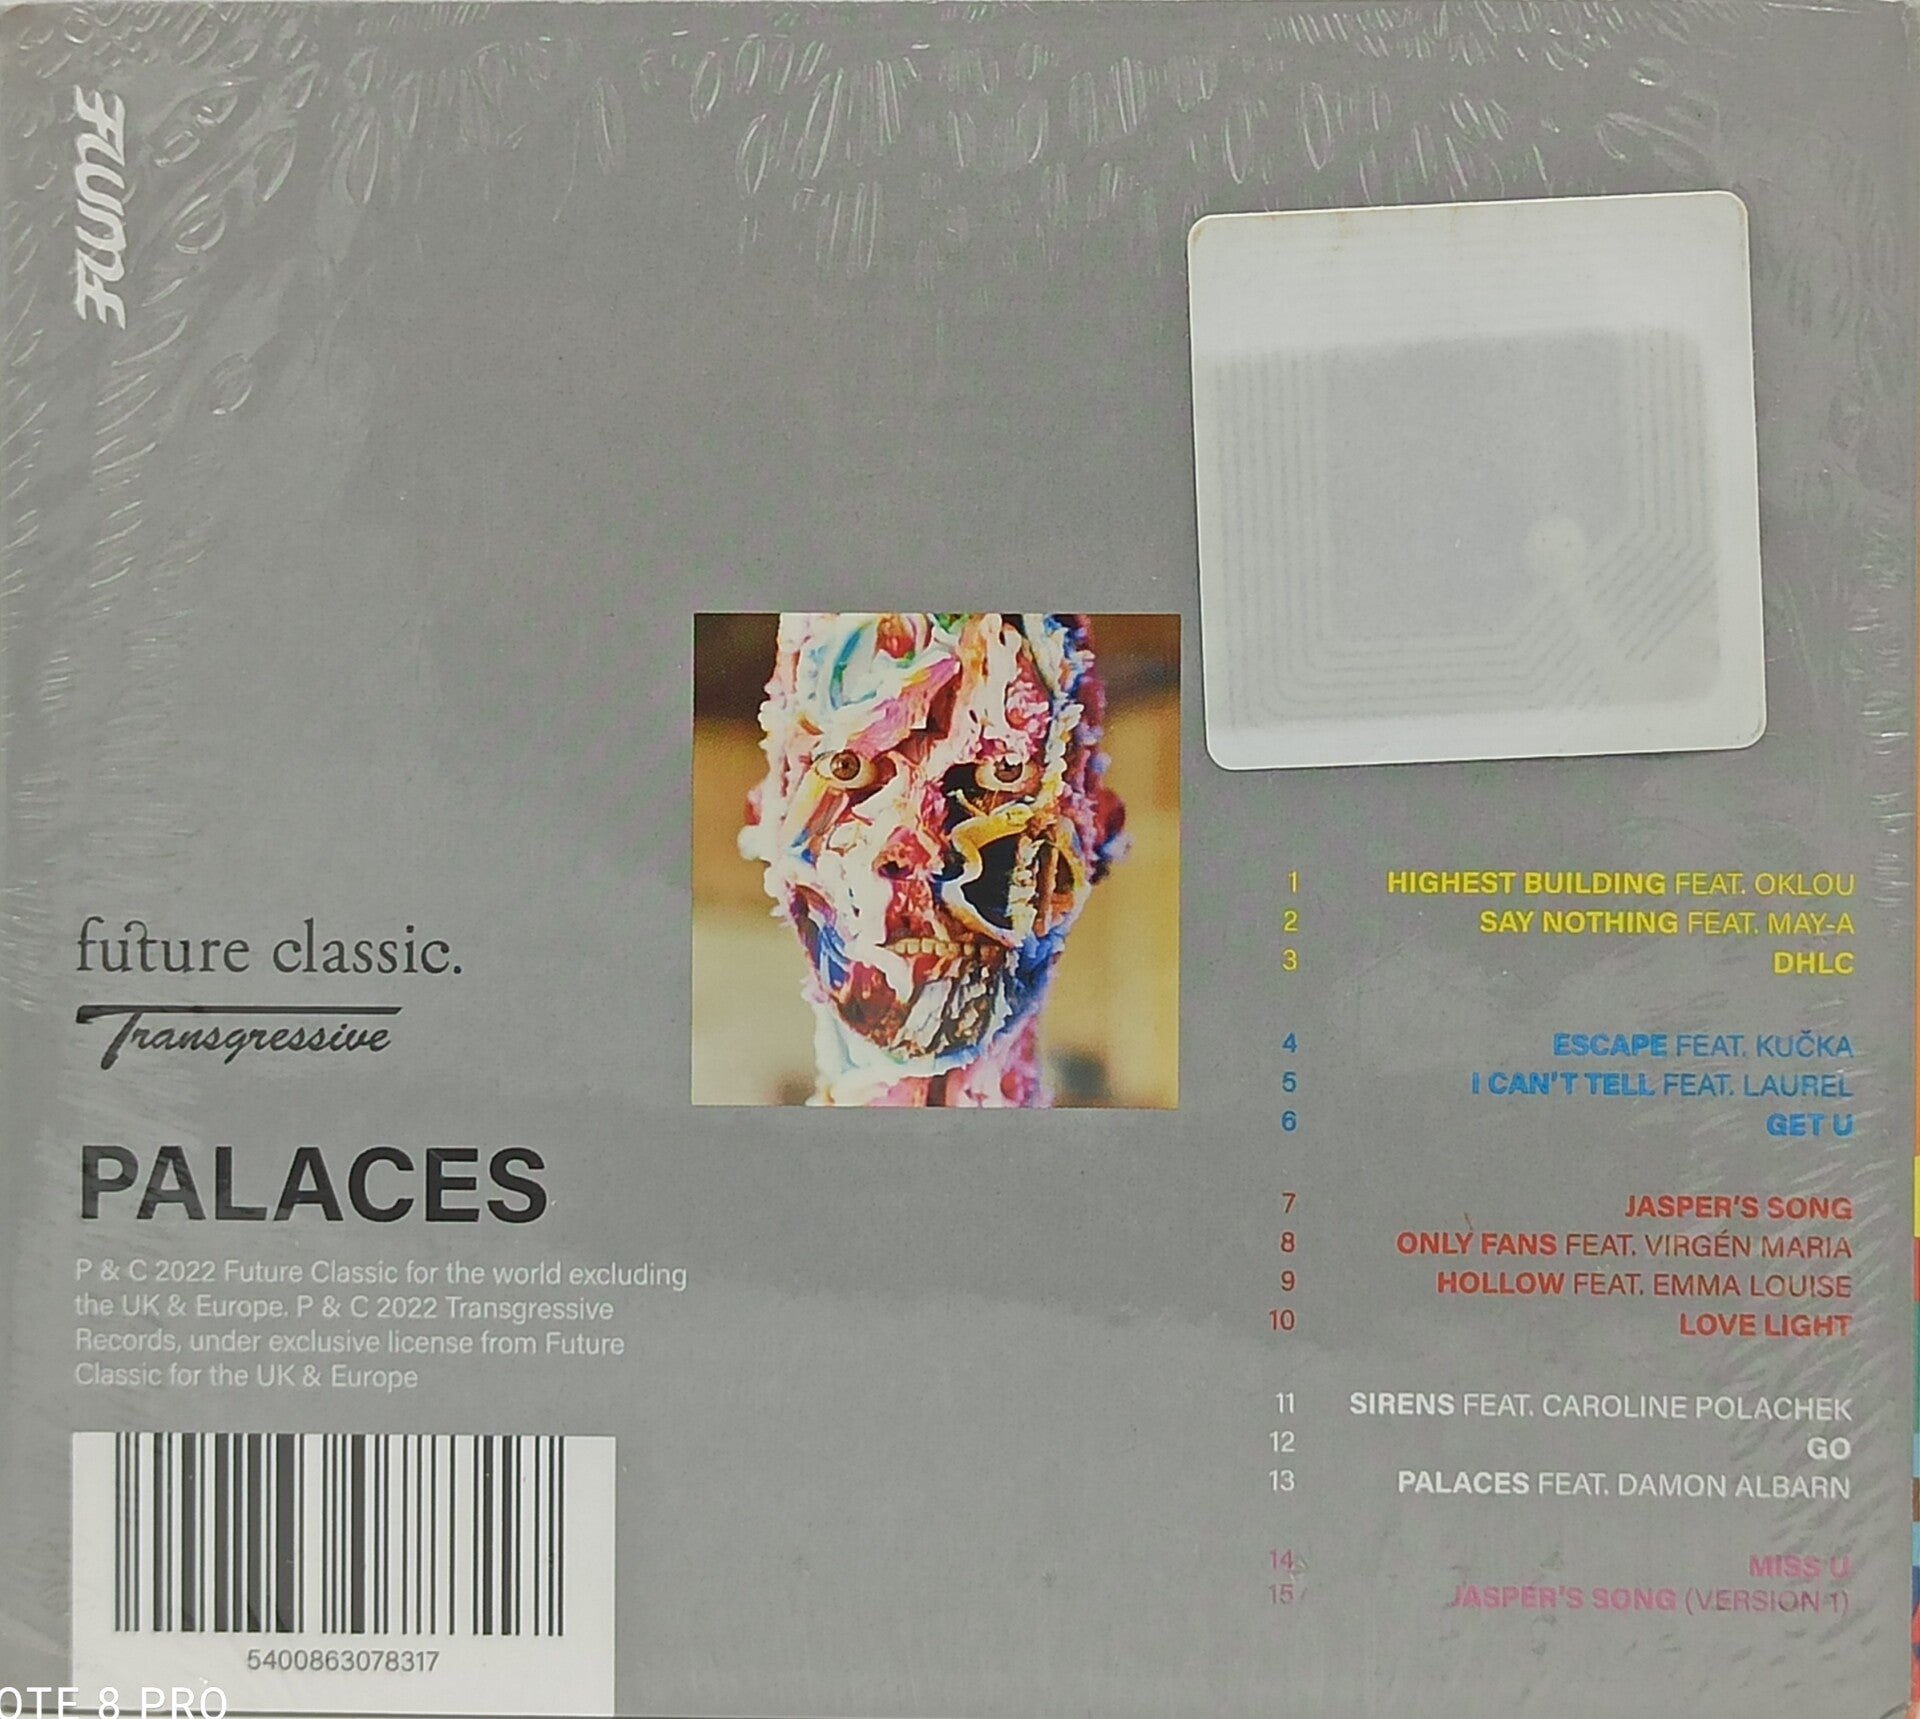 FLUME
future classic.
Transgressive
PALACES
P & C 2022 Future Classic for the world excluding
the UK & Europe. P & C 2022 Transgressive
Records, under exclusive license from Future
Classic for the UK & Europe
5400863078317
1 HIGHEST BUILDING FEAT. OKLOU
2 SAY NOTHING FEAT. MAY-A
3 DHLC
4 ESCAPE FEAT. KUČKA
5 I CAN'T TELL FEAT. LAUREL
6 GET U
7 JASPER'S SONG
8 ONLY FANS FEAT. VIRGÉN MARIA
9 HOLLOW FEAT. EMMA LOUISE
10 LOVE LIGHT
11 SIRENS FEAT. CAROLINE POLACHEK
12 GO
13 PALACES FEAT. DAMON ALBARN
14 MISS U
15 JASPER'S SONG (VERSION 1)
OTE 8 PRO